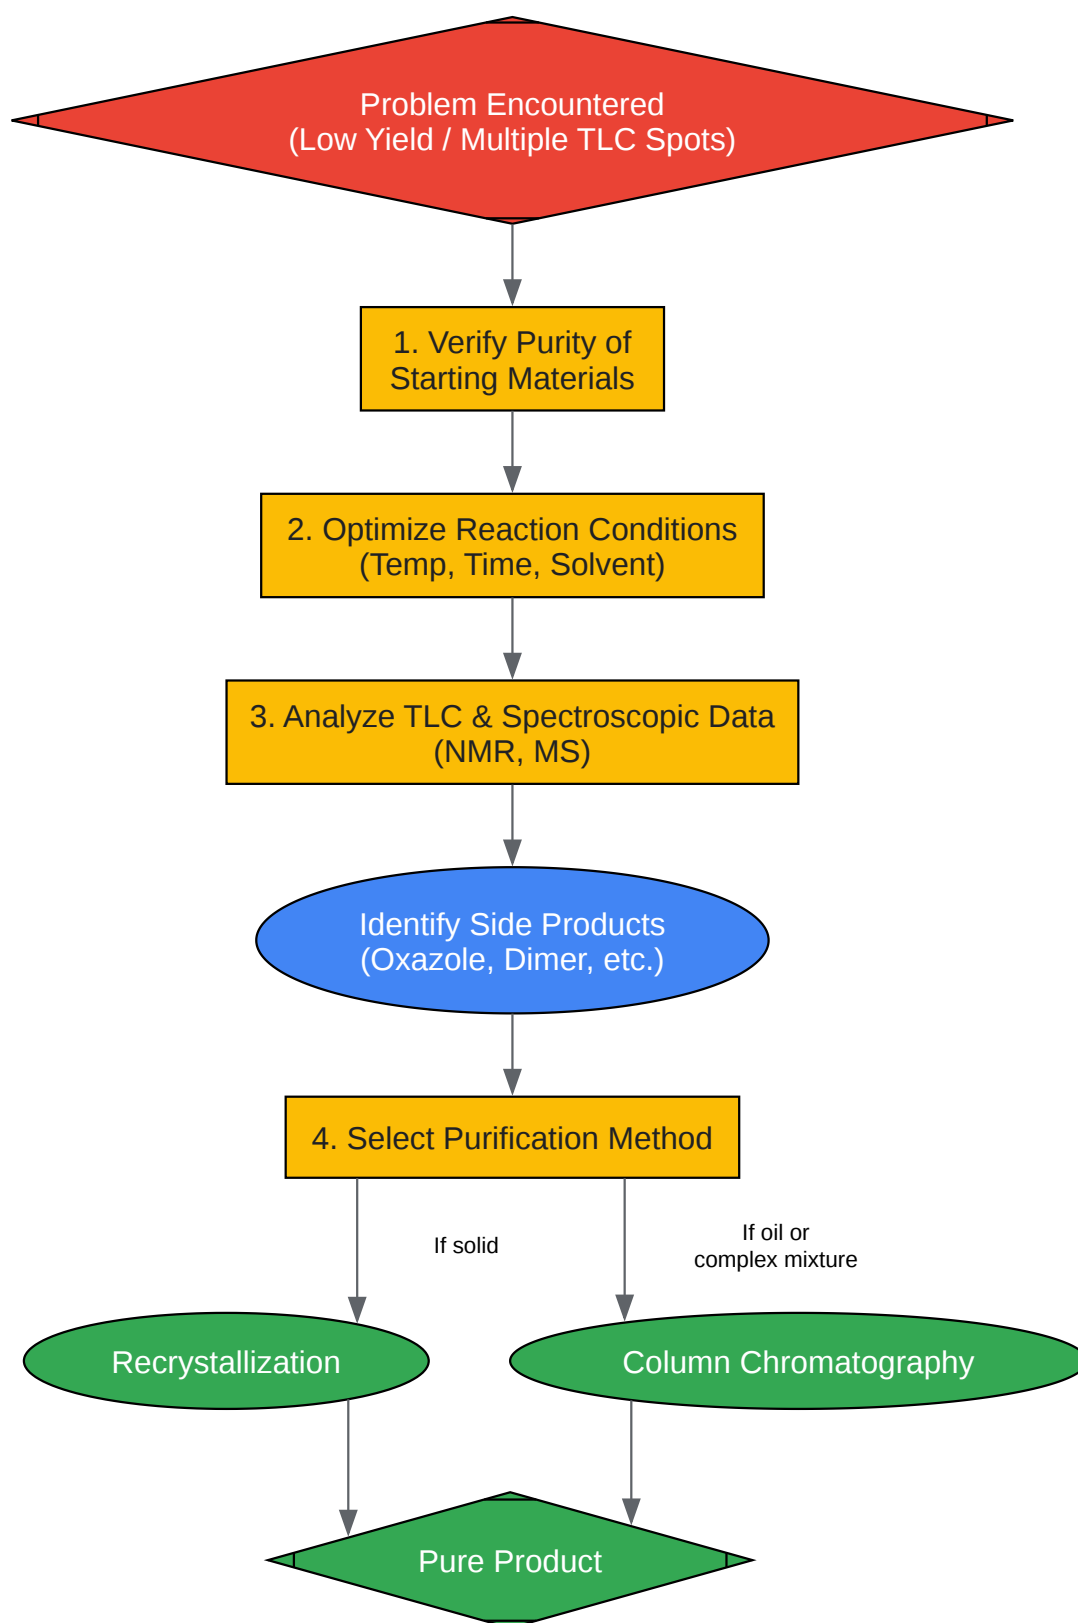 Problem Encountered
(Low Yield / Multiple TLC Spots)
1. Verify Purity of
Starting Materials
2. Optimize Reaction Conditions
(Temp, Time, Solvent)
3. Analyze TLC & Spectroscopic Data
(NMR, MS)
Identify Side Products
(Oxazole, Dimer, etc.)
4. Select Purification Method
If solid
If oil or
complex mixture
Recrystallization
Column Chromatography
Pure Product